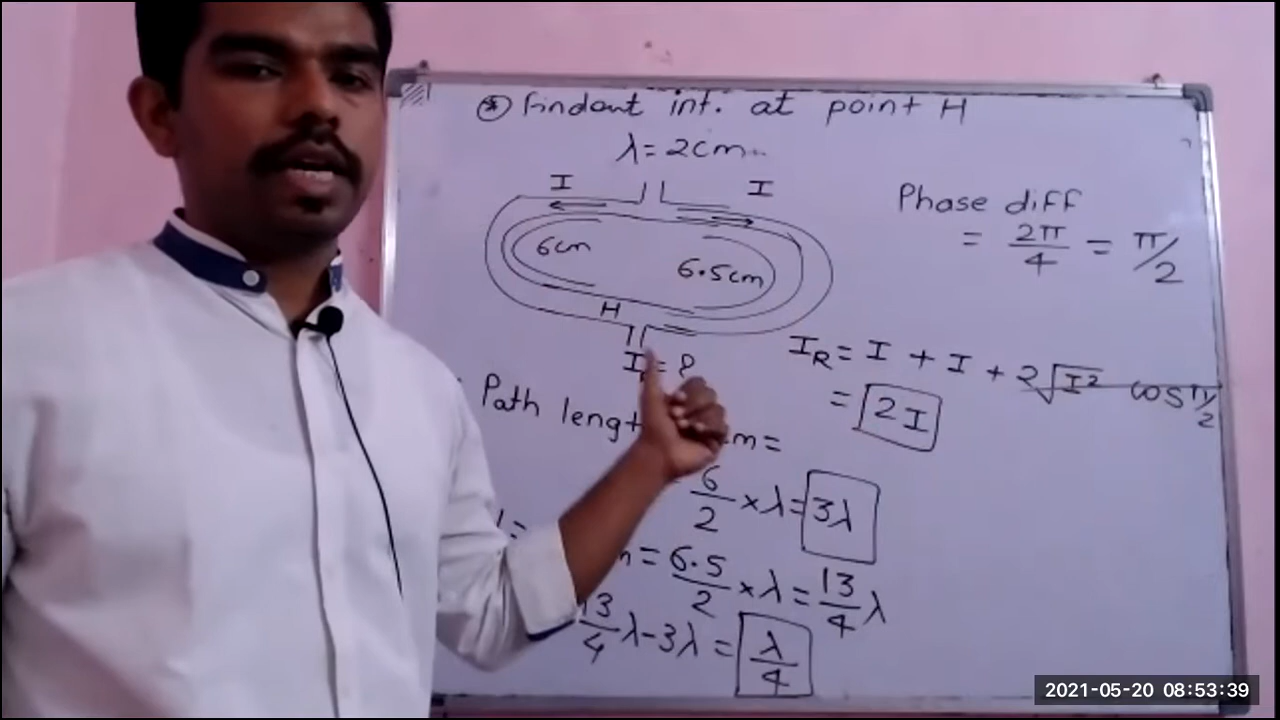 * Findout int. at point H
λ = 2cm
I I
6cm 6.5cm
H
I = ?
Phase diff
= 2π/4 = π/2
I_R = I + I + 2√I² cos π/2
= 2I
Path cm =
6/2 × λ = 3λ
= 6.5/2 × λ = 13/4 λ
13/4 λ - 3λ = λ/4
2021-05-20 08:53:39